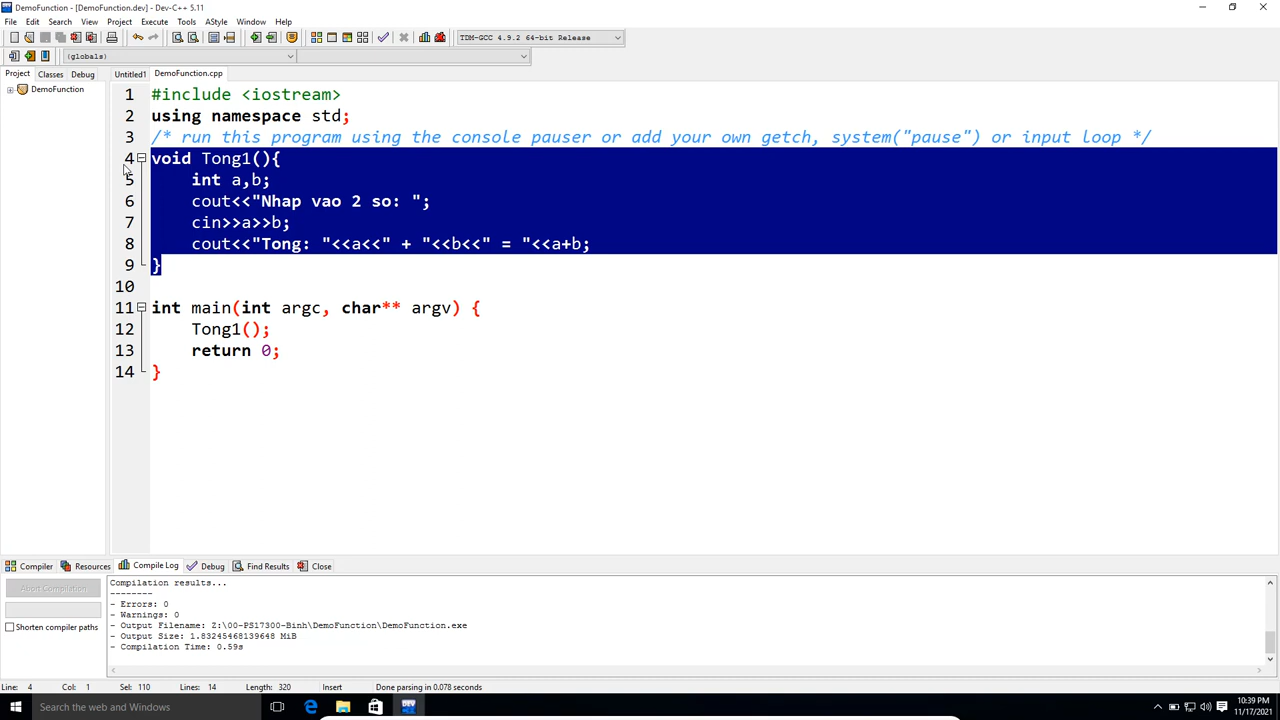 DemoFunction - [DemoFunction.dev] - Dev-C++ 5.11
File Edit Search View Project Execute Tools AStyle Window Help
TDM-GCC 4.9.2 64-bit Release
(globals)
Project Classes Debug Untitled1 DemoFunction.cpp
DemoFunction
1 #include <iostream>
2 using namespace std;
3 /* run this program using the console pauser or add your own getch, system("pause") or input loop */
4 void Tong1(){
5 int a,b;
6 cout<<"Nhap vao 2 so: ";
7 cin>>a>>b;
8 cout<<"Tong: "<<a<<" + "<<b<<" = "<<a+b;
9 }
10
11 int main(int argc, char** argv) {
12 Tong1();
13 return 0;
14 }
Compiler Resources Compile Log Debug Find Results Close
Abort Compilation
Shorten compiler paths
Compilation results...
--------
- Errors: 0
- Warnings: 0
- Output Filename: Z:\00-PS17300-Binh\DemoFunction\DemoFunction.exe
- Output Size: 1.83245468139648 MiB
- Compilation Time: 0.59s
Line: 4 Col: 1 Sel: 110 Lines: 14 Length: 320 Insert Done parsing in 0.078 seconds
Search the web and Windows
DEV
10:39 PM
11/17/2021